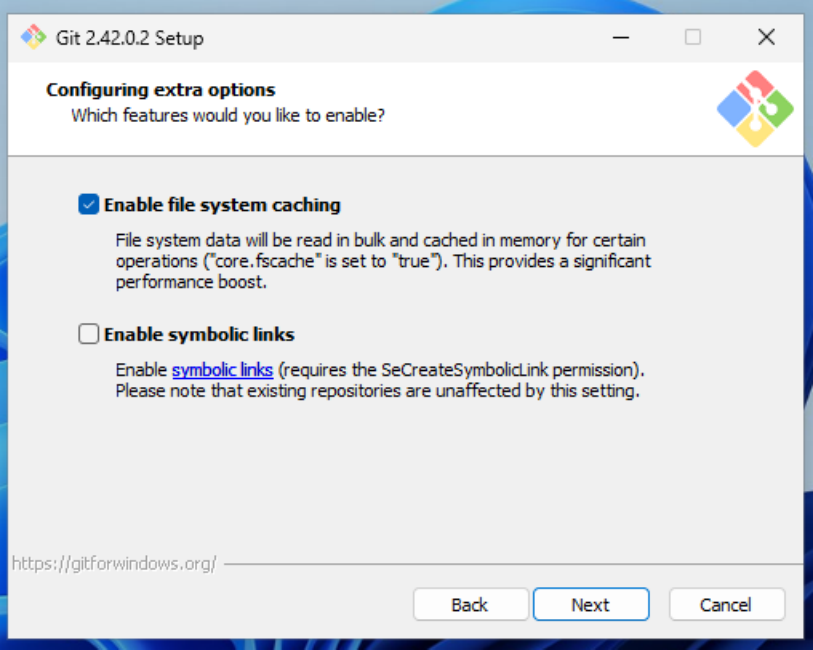 Git 2.42.0.2 Setup
Configuring extra options
Which features would you like to enable?
Enable file system caching
File system data will be read in bulk and cached in memory for certain
operations ("core.fscache" is set to "true"). This provides a significant
performance boost.
Enable symbolic links
Enable symbolic links (requires the SeCreateSymbolicLink permission).
Please note that existing repositories are unaffected by this setting.
https://gitforwindows.org/
Back Next Cancel